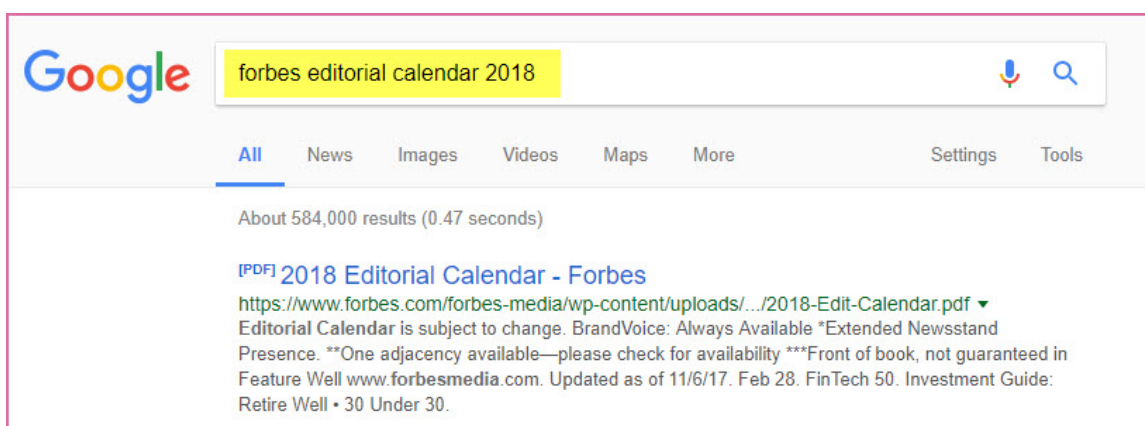 Google
forbes editorial calendar 2018
All News Images Videos Maps More Settings Tools
About 584,000 results (0.47 seconds)
[PDF] 2018 Editorial Calendar - Forbes
https://www.forbes.com/forbes-media/wp-content/uploads/.../2018-Edit-Calendar.pdf
Editorial Calendar is subject to change. BrandVoice: Always Available *Extended Newsstand
Presence. **One adjacency available—please check for availability ***Front of book, not guaranteed in
Feature Well www.forbesmedia.com. Updated as of 11/6/17. Feb 28. FinTech 50. Investment Guide:
Retire Well • 30 Under 30.